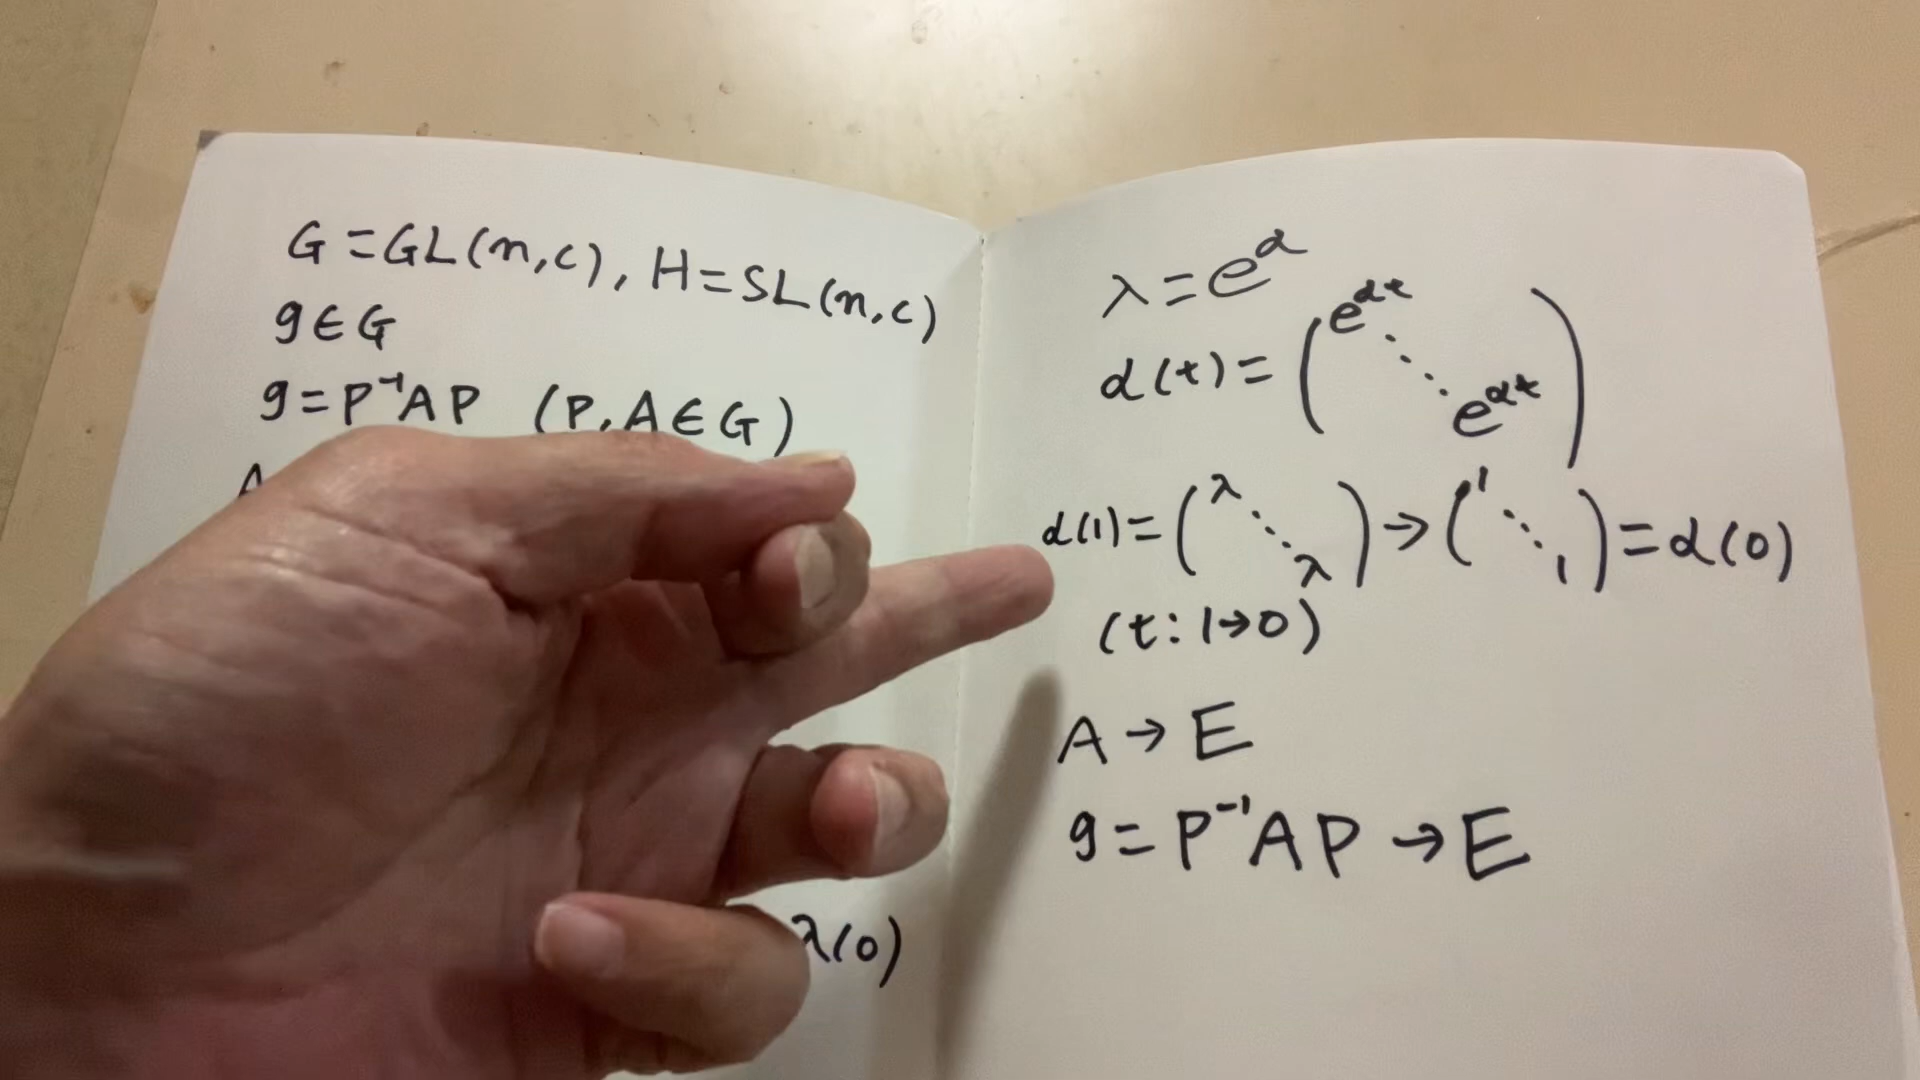 G=GL(n,c), H=SL(n,c)
g∈G
g=P⁻¹AP (P,A∈G)
A
λ(0)
λ=e^α
α(t)=(e^αt ⋱ e^αt)
α(1)=(λ ⋱ λ)→(1 ⋱ 1)=α(0)
(t:1→0)
A→E
g=P⁻¹AP→E